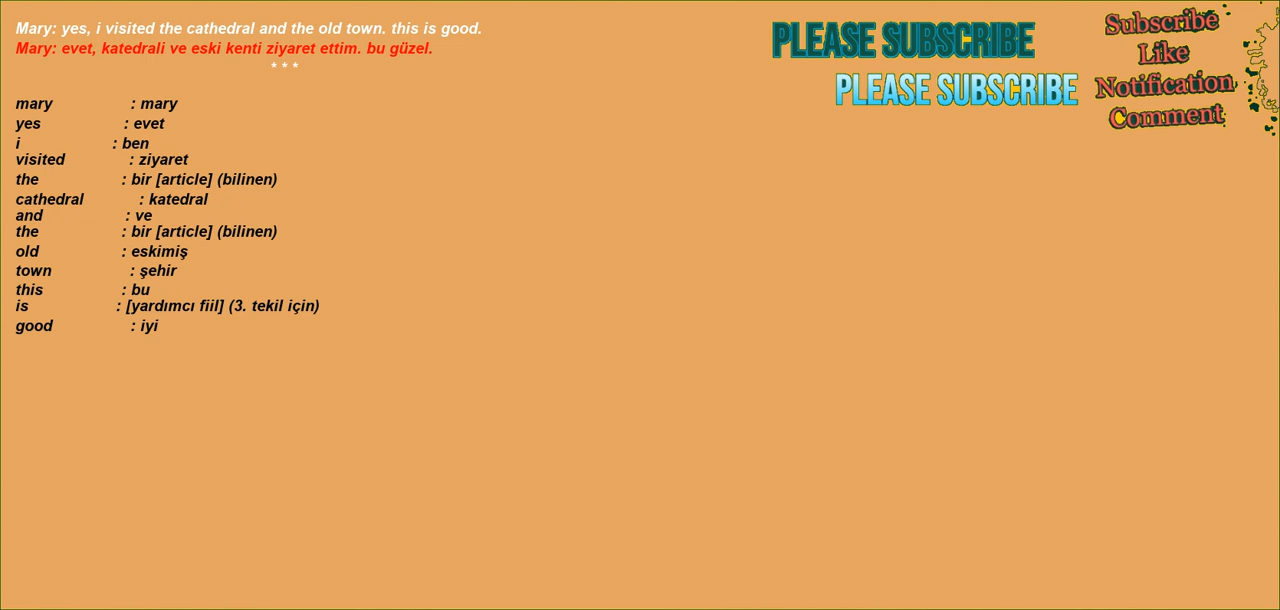 Mary: yes, i visited the cathedral and the old town. this is good.
Mary: evet, katedrali ve eski kenti ziyaret ettim. bu güzel.
* * *
mary : mary
yes : evet
i : ben
visited : ziyaret
the : bir [article] (bilinen)
cathedral : katedral
and : ve
the : bir [article] (bilinen)
old : eskimiş
town : şehir
this : bu
is : [yardımcı fiil] (3. tekil için)
good : iyi
PLEASE SUBSCRIBE
PLEASE SUBSCRIBE
Subscribe
Like
Notification
Comment